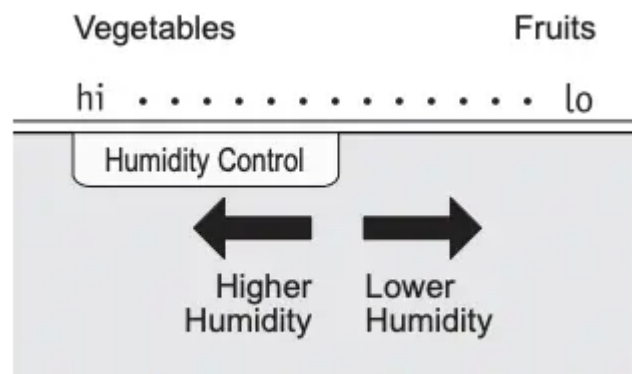 Vegetables Fruits
hi . . . . . . . . . . . . . lo
Humidity Control
Higher Lower
Humidity Humidity